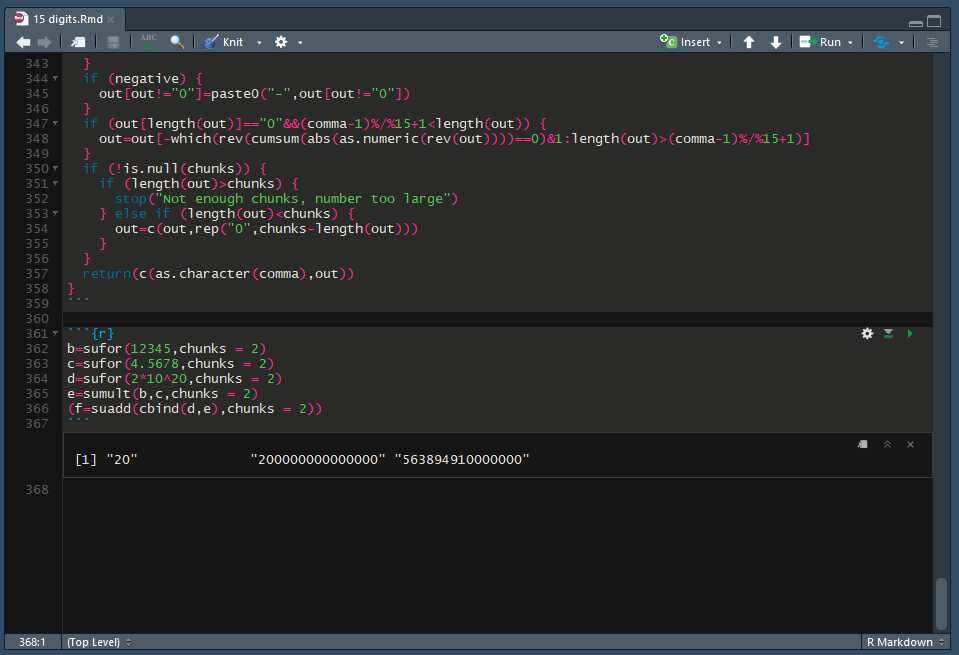 15 digits.Rmd
ABC Knit Insert Run
343 }
344 if (negative) {
345 out[out!="0"]=paste0("-",out[out!="0"])
346 }
347 if (out[length(out)]=="0"&&(comma-1)%/%15+1<length(out)) {
348 out=out[-which(rev(cumsum(abs(as.numeric(rev(out))))==0)&1:length(out)>(comma-1)%/%15+1)]
349 }
350 if (!is.null(chunks)) {
351 if (length(out)>chunks) {
352 stop("Not enough chunks, number too large")
353 } else if (length(out)<chunks) {
354 out=c(out,rep("0",chunks-length(out)))
355 }
356 }
357 return(c(as.character(comma),out))
358 }
359 ```
360
361 ```{r}
362 b=sufor(12345,chunks = 2)
363 c=sufor(4.5678,chunks = 2)
364 d=sufor(2*10^20,chunks = 2)
365 e=sumult(b,c,chunks = 2)
366 (f=suadd(cbind(d,e),chunks = 2))
367 ```
[1] "20" "200000000000000" "563894910000000"
368
368:1 (Top Level) R Markdown